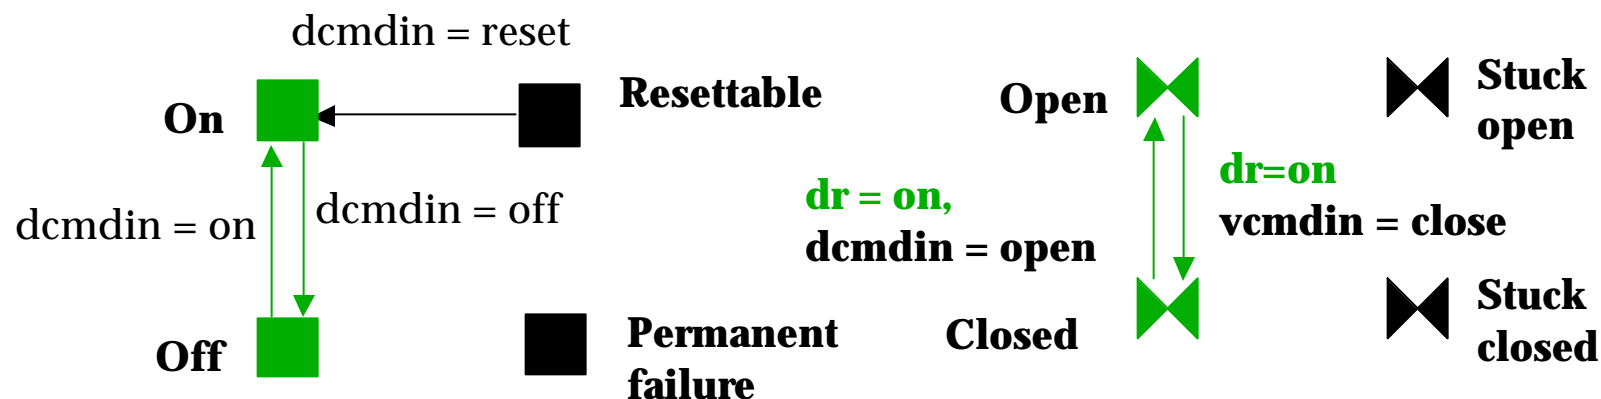 dcmdin = reset
On
Resettable
dcmdin = on
dcmdin = off
Off
Permanent
failure
Open
Stuck
open
dr = on,
dcmdin = open
dr=on
vcmdin = close
Closed
Stuck
closed